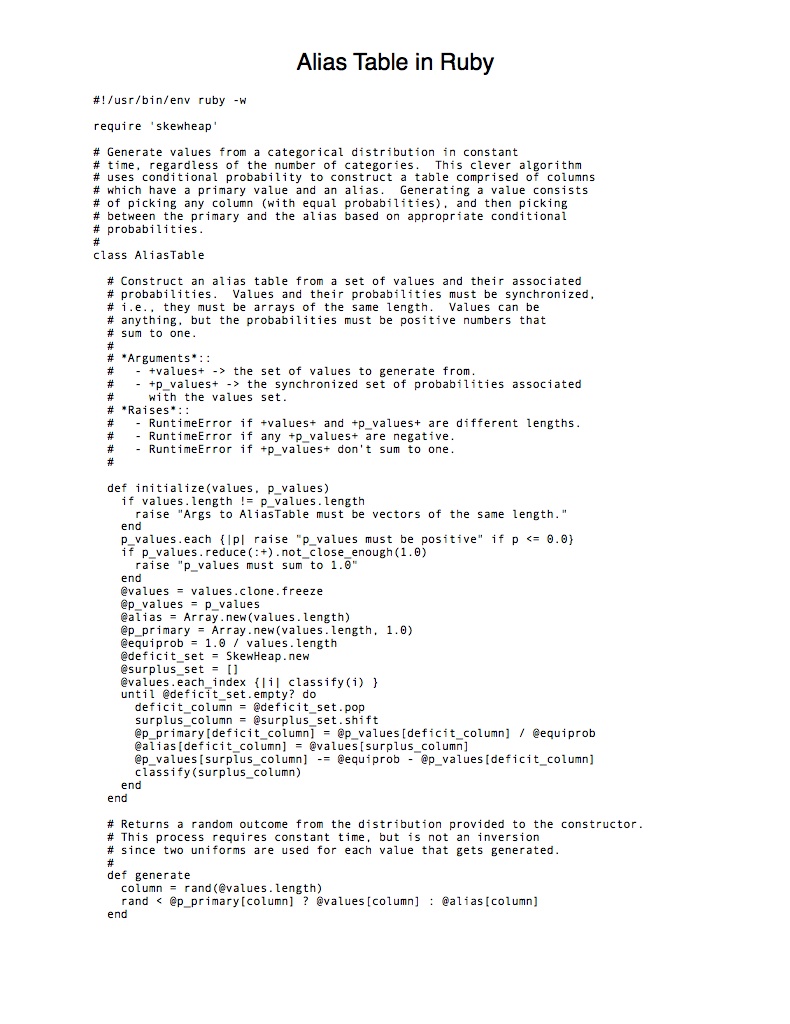 Alias Table in Ruby
#!/usr/bin/env ruby -w
require 'skewheap'
# Generate values from a categorical distribution in constant
# time, regardless of the number of categories.  This clever algorithm
# uses conditional probability to construct a table comprised of columns
# which have a primary value and an alias.  Generating a value consists
# of picking any column (with equal probabilities), and then picking
# between the primary and the alias based on appropriate conditional
# probabilities.
#
class AliasTable
  # Construct an alias table from a set of values and their associated
  # probabilities.  Values and their probabilities must be synchronized,
  # i.e., they must be arrays of the same length.  Values can be
  # anything, but the probabilities must be positive numbers that
  # sum to one.
  #
  # *Arguments*::
  #   - +values+ -> the set of values to generate from.
  #   - +p_values+ -> the synchronized set of probabilities associated
  #     with the values set.
  # *Raises*::
  #   - RuntimeError if +values+ and +p_values+ are different lengths.
  #   - RuntimeError if any +p_values+ are negative.
  #   - RuntimeError if +p_values+ don't sum to one.
  #
  def initialize(values, p_values)
    if values.length != p_values.length
      raise "Args to AliasTable must be vectors of the same length."
    end
    p_values.each {|p| raise "p_values must be positive" if p <= 0.0}
    if p_values.reduce(:+).not_close_enough(1.0)
      raise "p_values must sum to 1.0"
    end
    @values = values.clone.freeze
    @p_values = p_values
    @alias = Array.new(values.length)
    @p_primary = Array.new(values.length, 1.0)
    @equiprob = 1.0 / values.length
    @deficit_set = SkewHeap.new
    @surplus_set = []
    @values.each_index {|i| classify(i) }
    until @deficit_set.empty? do
      deficit_column = @deficit_set.pop
      surplus_column = @surplus_set.shift
      @p_primary[deficit_column] = @p_values[deficit_column] / @equiprob
      @alias[deficit_column] = @values[surplus_column]
      @p_values[surplus_column] -= @equiprob - @p_values[deficit_column]
      classify(surplus_column)
    end
  end
  # Returns a random outcome from the distribution provided to the constructor.
  # This process requires constant time, but is not an inversion
  # since two uniforms are used for each value that gets generated.
  #
  def generate
    column = rand(@values.length)
    rand < @p_primary[column] ? @values[column] : @alias[column]
  end